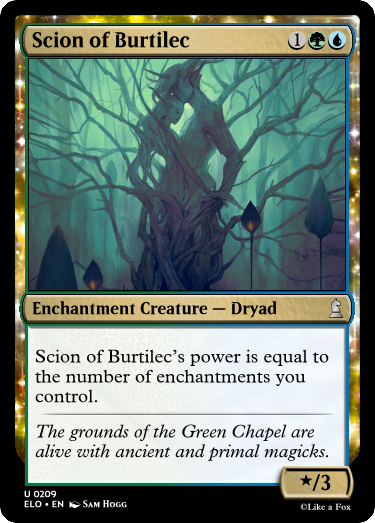 Scion of Burtilec 1
Enchantment Creature — Dryad
Scion of Burtilec's power is equal to
the number of enchantments you
control.
The grounds of the Green Chapel are
alive with ancient and primal magicks.
★/3
U 0209
ELO • EN Sam Hogg
©Like a Fox